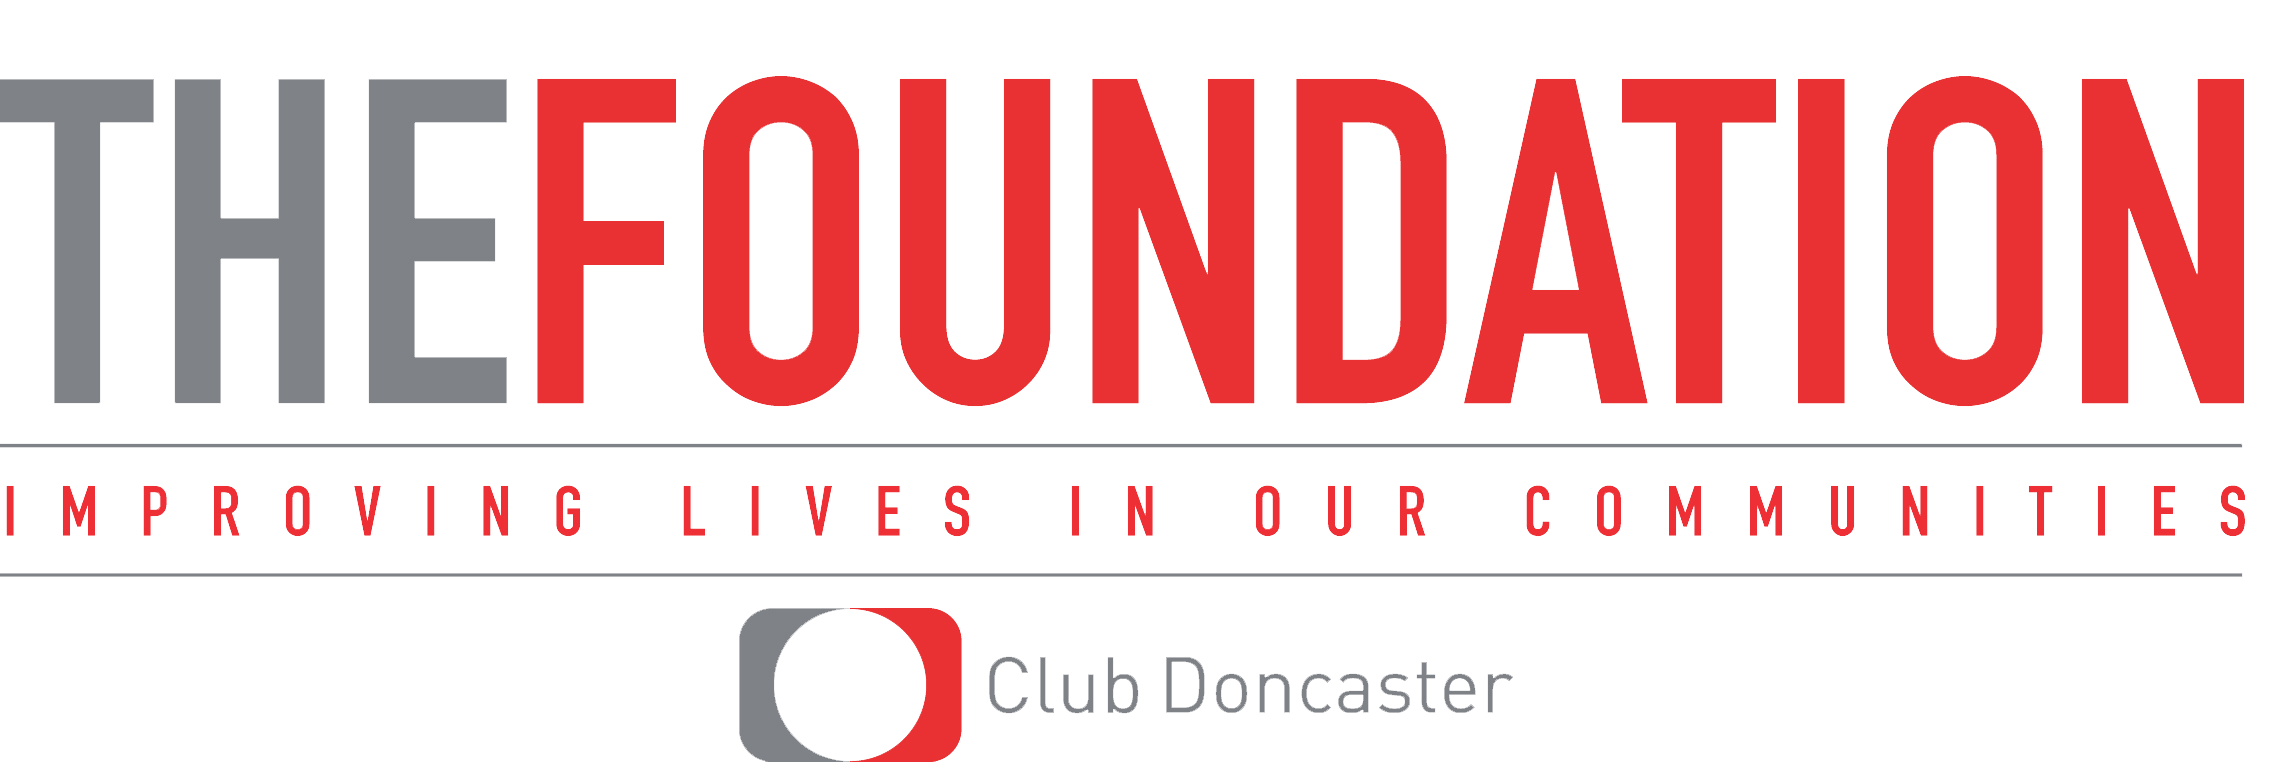 THEFOUNDATION
IMPROVING LIVES IN OUR COMMUNITIES
Club Doncaster